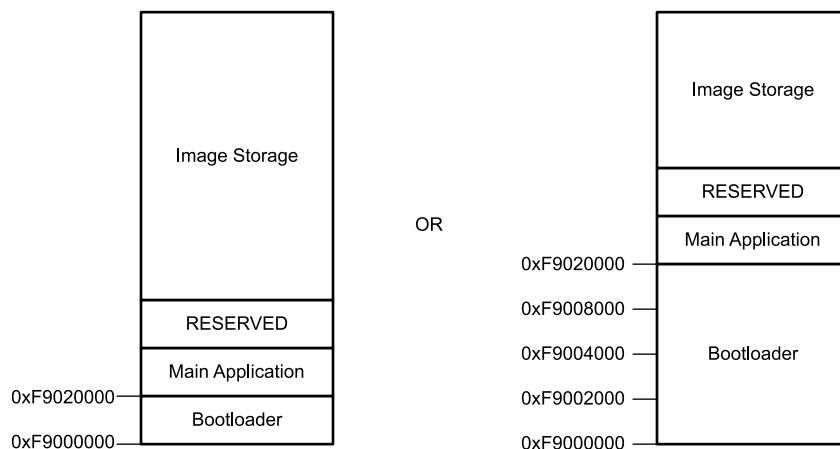 Image Storage
RESERVED
Main Application
0xF9020000
Bootloader
0xF9000000
OR
Image Storage
RESERVED
Main Application
0xF9020000
0xF9008000
Bootloader
0xF9004000
0xF9002000
0xF9000000